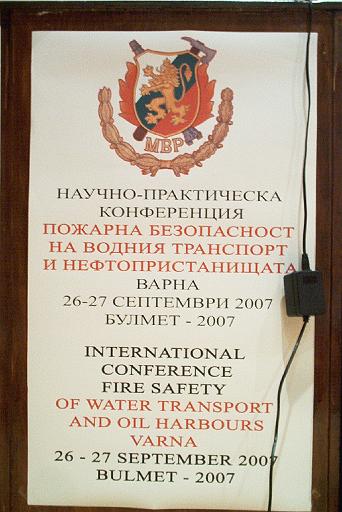 МВР
НАУЧНО-ПРАКТИЧЕСКА
КОНФЕРЕНЦИЯ
ПОЖАРНА БЕЗОПАСНОСТ
НА ВОДНИЯ ТРАНСПОРТ
И НЕФТОПРИСТАНИЩАТА
ВАРНА
26-27 СЕПТЕМВРИ 2007
БУЛМЕТ - 2007
INTERNATIONAL
CONFERENCE
FIRE SAFETY
OF WATER TRANSPORT
AND OIL HARBOURS
VARNA
26 - 27 SEPTEMBER 2007
BULMET - 2007